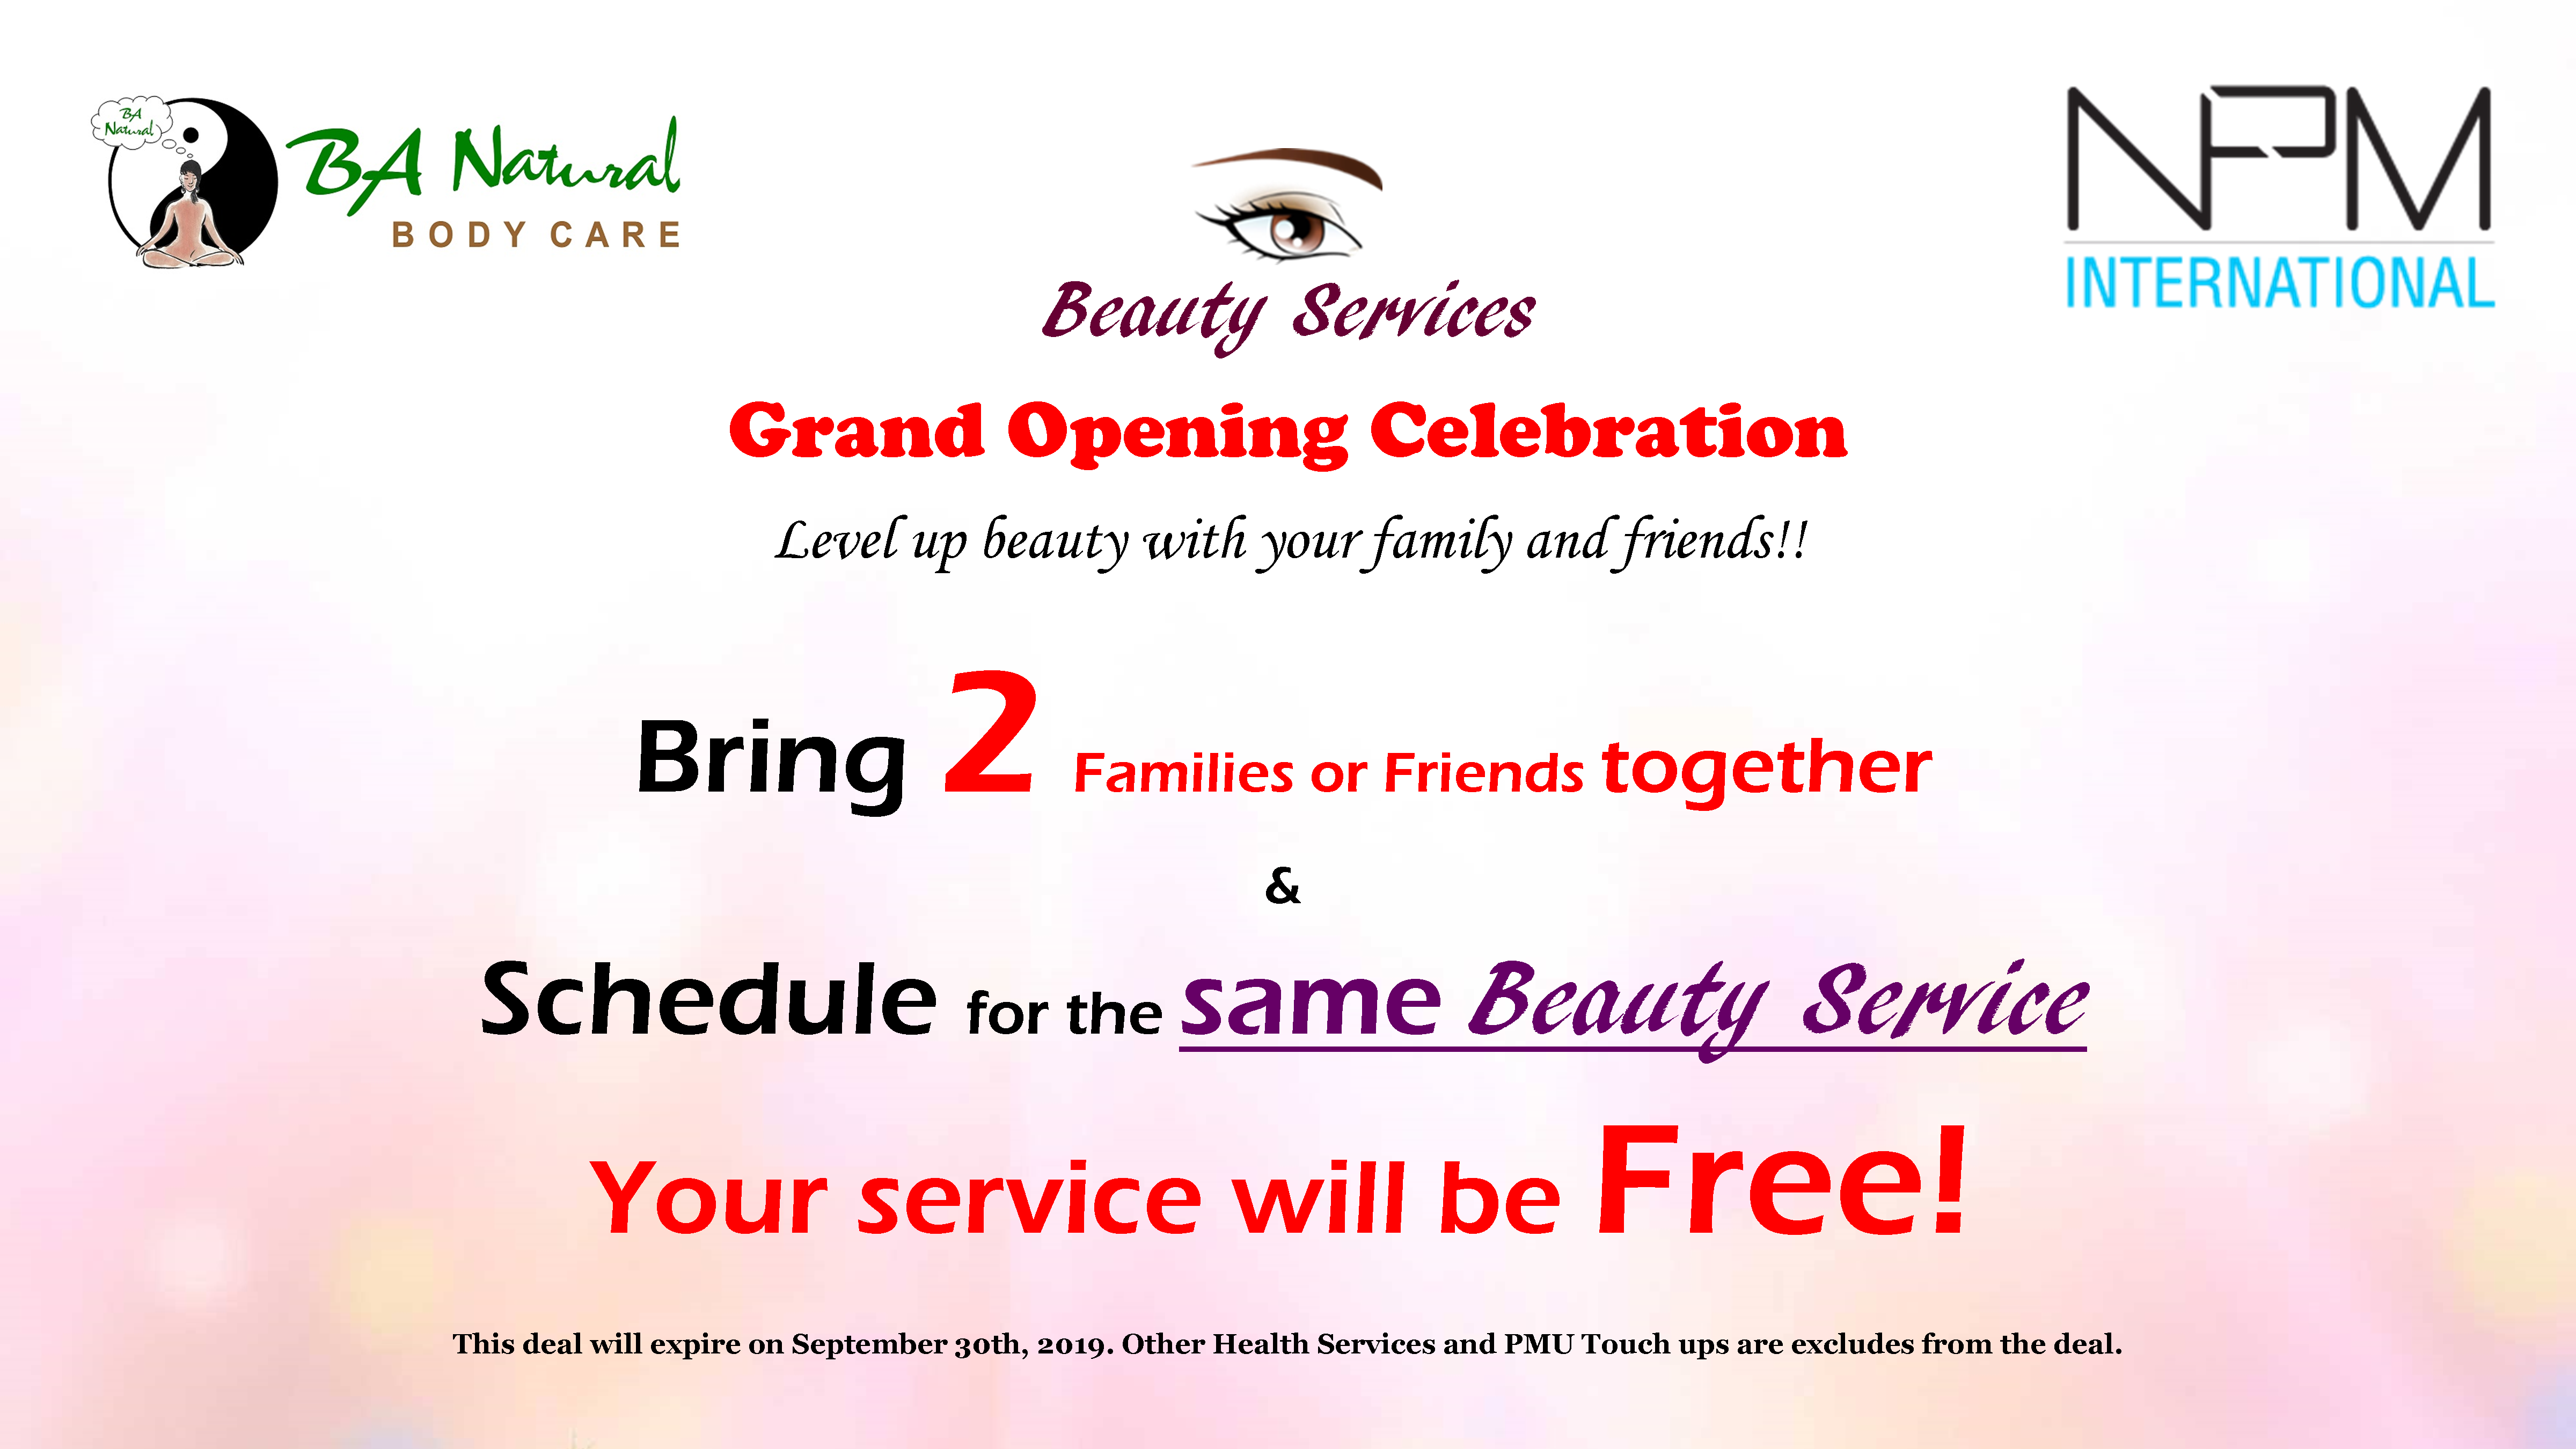 BA
Natural
BA Natural
BODY CARE
NPM
INTERNATIONAL
Beauty Services
Grand Opening Celebration
Level up beauty with your family and friends!!
Bring 2 Families or Friends together
&
Schedule for the same Beauty Service
Your service will be Free!
This deal will expire on September 30th, 2019. Other Health Services and PMU Touch ups are excludes from the deal.